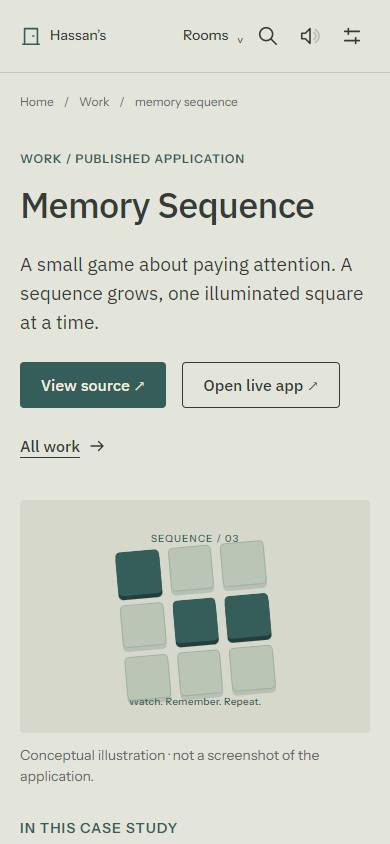 Hassan's
Rooms v
Home / Work / memory sequence
WORK / PUBLISHED APPLICATION
Memory Sequence
A small game about paying attention. A
sequence grows, one illuminated square
at a time.
View source ↗
Open live app ↗
All work →
SEQUENCE / 03
Watch. Remember. Repeat.
Conceptual illustration · not a screenshot of the
application.
IN THIS CASE STUDY